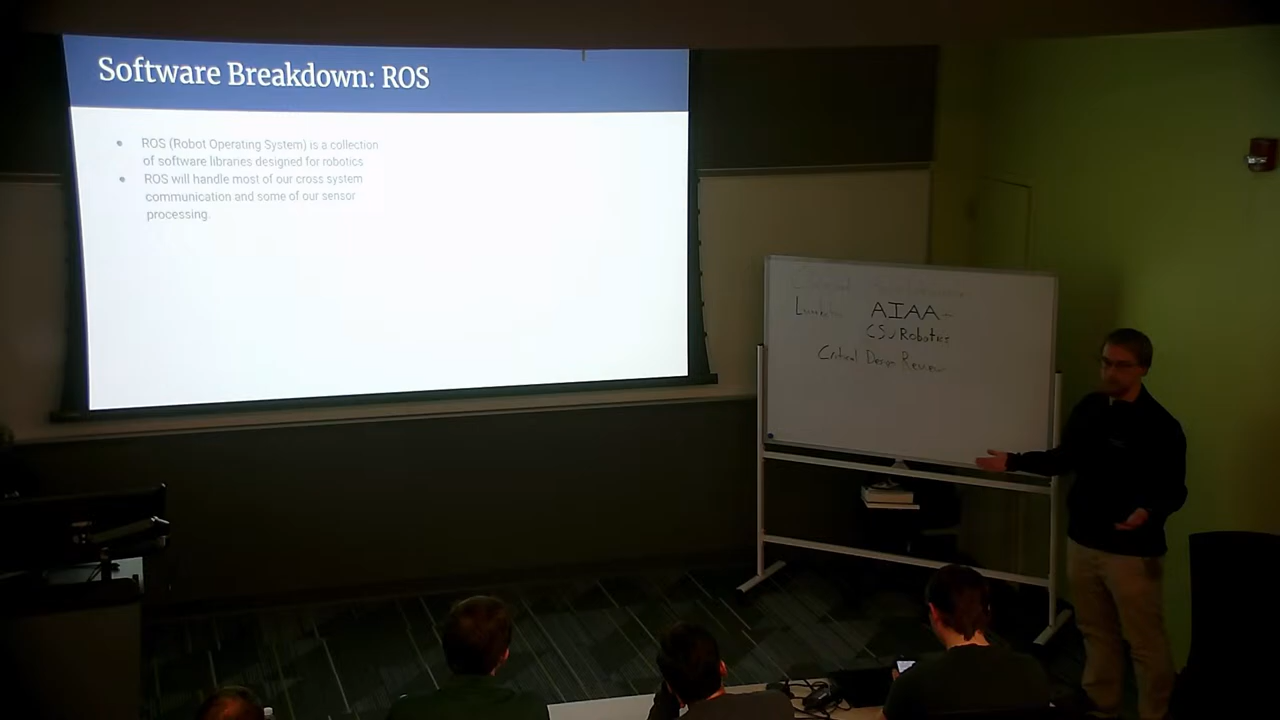 Software Breakdown: ROS
ROS (Robot Operating System) is a collection
of software libraries designed for robotics
ROS will handle most of our cross system
communication and some of our sensor
processing.
AIAA
CSU Robotics
Critical Design Review